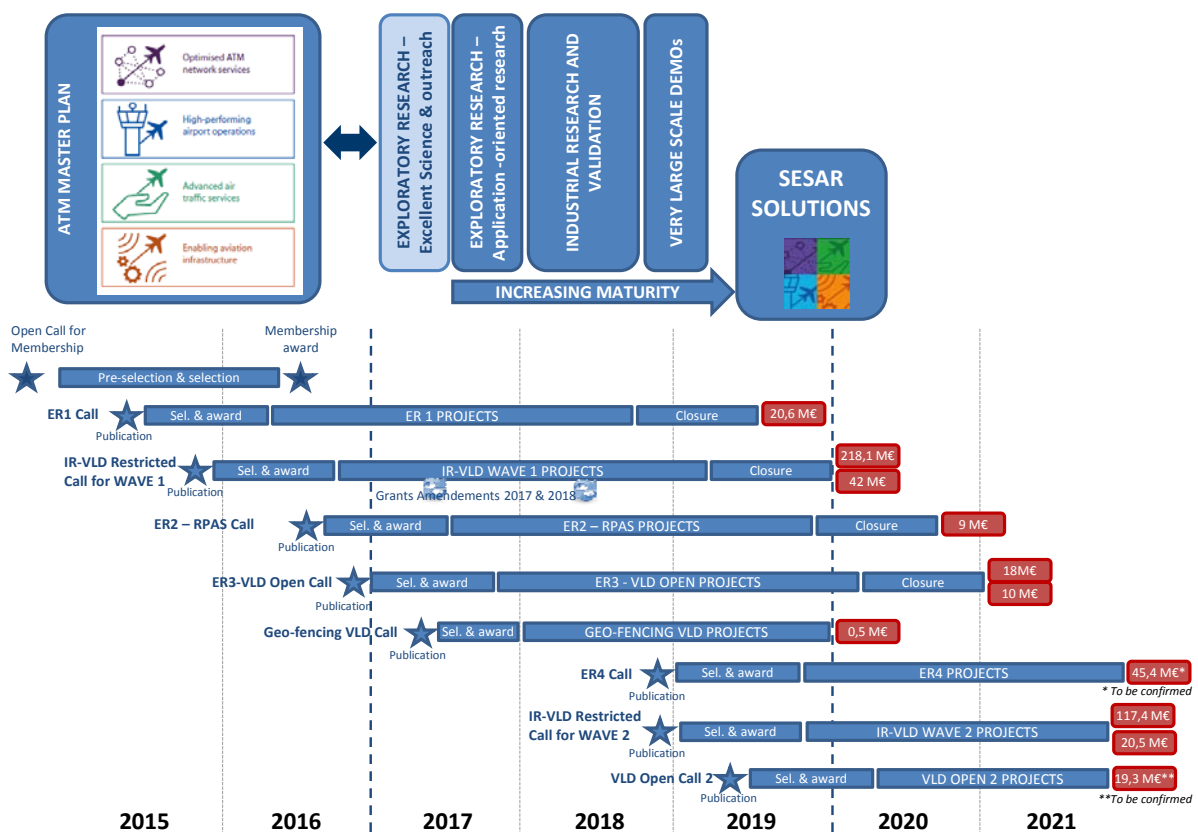 ATM MASTER PLAN
Optimised ATM
network services
High-performing
airport operations
Advanced air
traffic services
Enabling aviation
infrastructure
EXPLORATORY RESEARCH –
Excellent Science & outreach
EXPLORATORY RESEARCH –
Application -oriented research
INDUSTRIAL RESEARCH AND
VALIDATION
VERY LARGE SCALE DEMOs
SESAR
SOLUTIONS
INCREASING MATURITY
Open Call for
Membership
Membership
award
Pre-selection & selection
ER1 Call
Publication
Sel. & award
ER 1 PROJECTS
Closure
20,6 M€
IR-VLD Restricted
Call for WAVE 1
Publication
Sel. & award
IR-VLD WAVE 1 PROJECTS
Closure
218,1 M€
42 M€
Grants Amendements 2017 & 2018
ER2 – RPAS Call
Publication
Sel. & award
ER2 – RPAS PROJECTS
Closure
9 M€
ER3-VLD Open Call
Publication
Sel. & award
ER3 - VLD OPEN PROJECTS
Closure
18M€
10 M€
Geo-fencing VLD Call
Publication
Sel. & award
GEO-FENCING VLD PROJECTS
0,5 M€
ER4 Call
Publication
Sel. & award
ER4 PROJECTS
45,4 M€*
* To be confirmed
IR-VLD Restricted
Call for WAVE 2
Publication
Sel. & award
IR-VLD WAVE 2 PROJECTS
117,4 M€
20,5 M€
VLD Open Call 2
Publication
Sel. & award
VLD OPEN 2 PROJECTS
19,3 M€**
**To be confirmed
2015
2016
2017
2018
2019
2020
2021